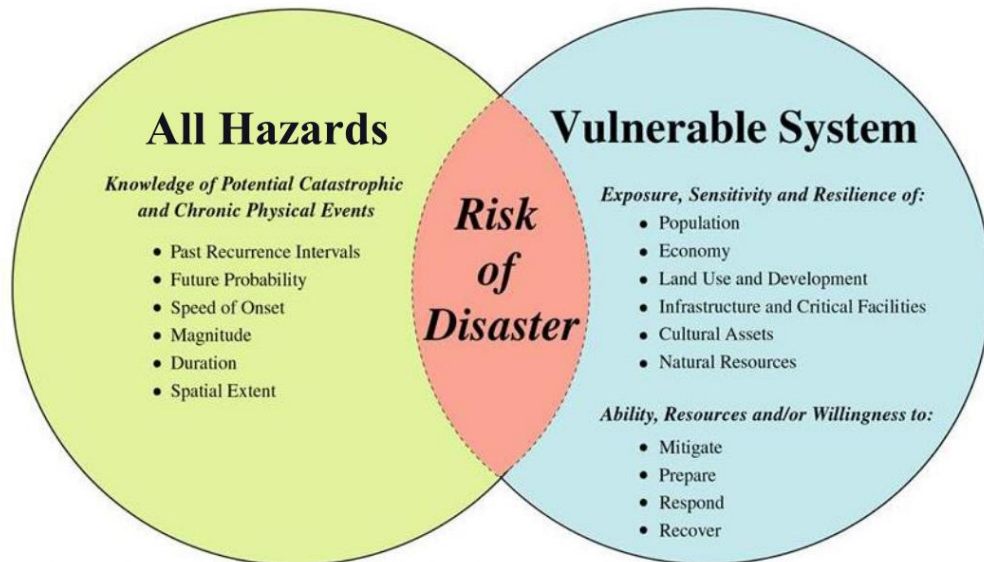 All Hazards
Knowledge of Potential Catastrophic
and Chronic Physical Events
• Past Recurrence Intervals
• Future Probability
• Speed of Onset
• Magnitude
• Duration
• Spatial Extent
Risk
of
Disaster
Vulnerable System
Exposure, Sensitivity and Resilience of:
• Population
• Economy
• Land Use and Development
• Infrastructure and Critical Facilities
• Cultural Assets
• Natural Resources
Ability, Resources and/or Willingness to:
• Mitigate
• Prepare
• Respond
• Recover